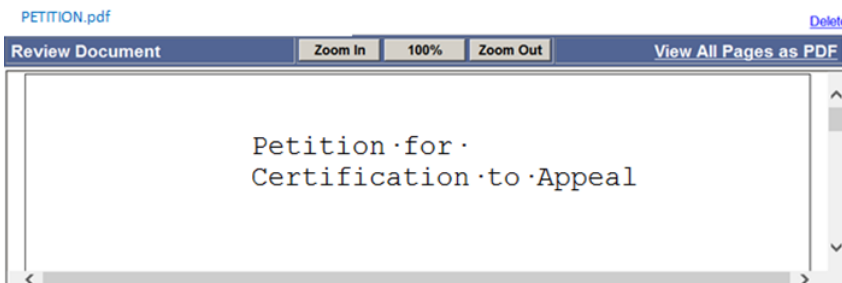 PETITION.pdf
Delete
Review Document Zoom In 100% Zoom Out View All Pages as PDF
Petition·for·
Certification·to·Appeal